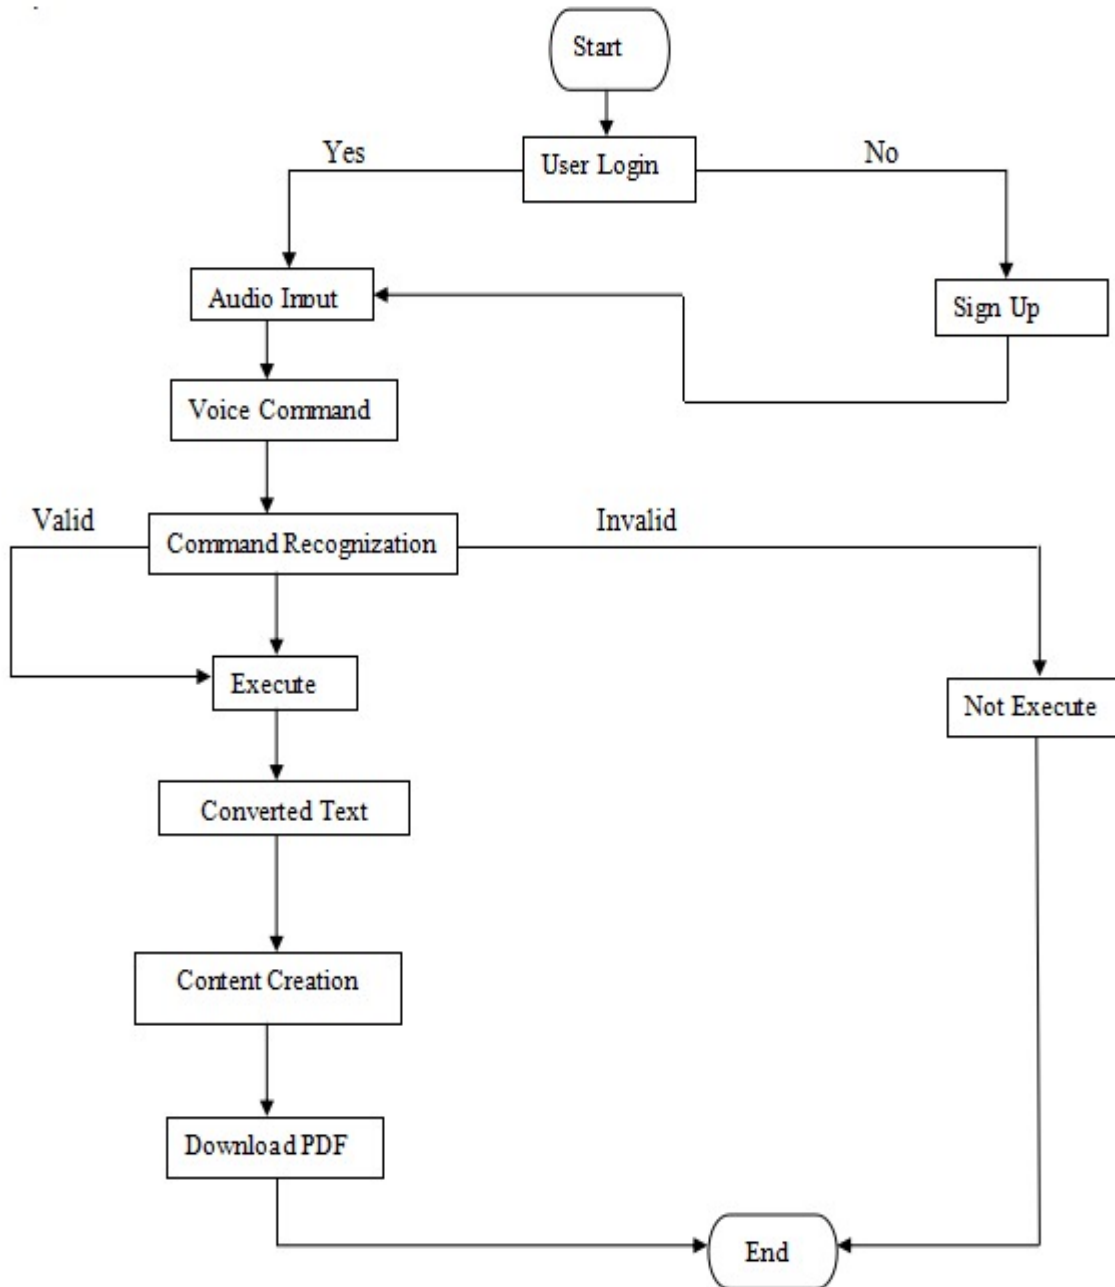 Start
User Login
Yes
No
Audio Input
Sign Up
Voice Command
Valid
Command Recognization
Invalid
Execute
Not Execute
Converted Text
Content Creation
Download PDF
End